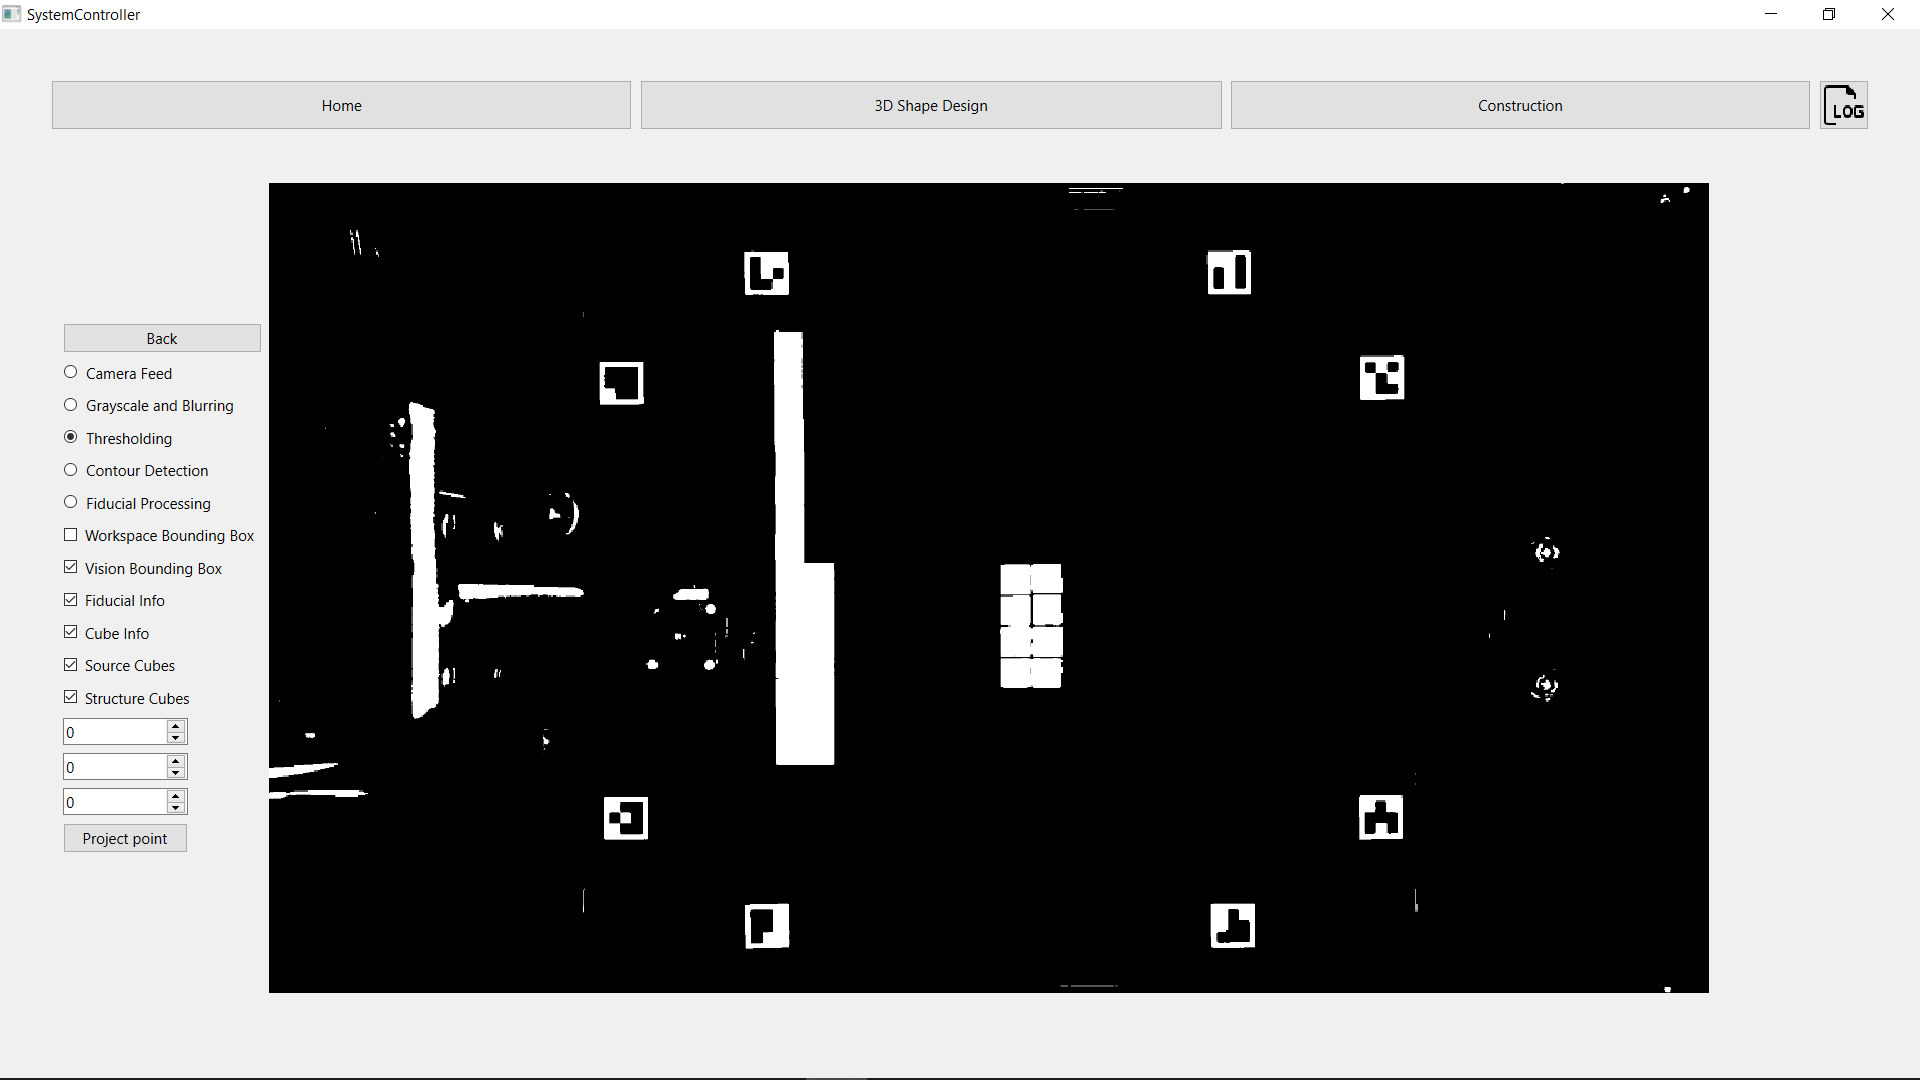 SystemController
Home
3D Shape Design
Construction
LOG
Back
Camera Feed
Grayscale and Blurring
Thresholding
Contour Detection
Fiducial Processing
Workspace Bounding Box
Vision Bounding Box
Fiducial Info
Cube Info
Source Cubes
Structure Cubes
0
0
0
Project point